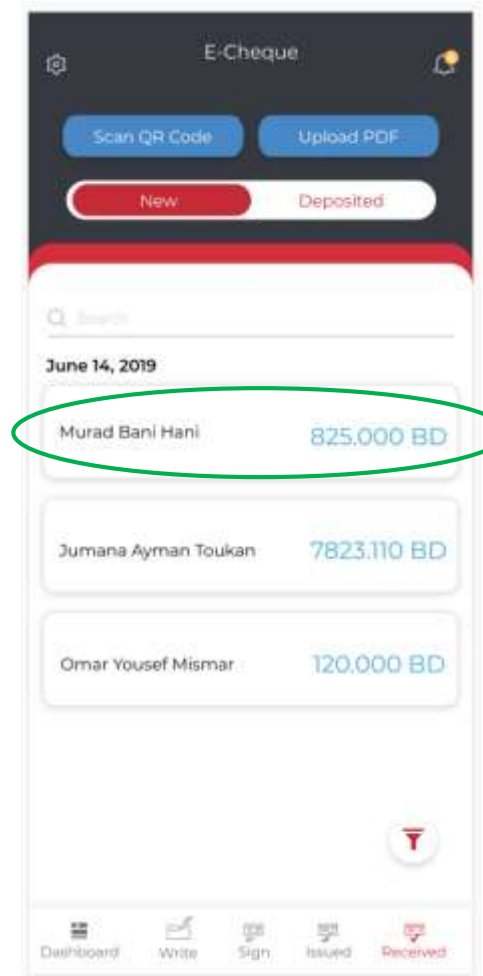 E-Cheque
Scan QR Code Upload PDF
New Deposited
Search
June 14, 2019
Murad Bani Hani 825.000 BD
Jumana Ayman Toukan 7823.110 BD
Omar Yousef Mismar 120.000 BD
Dashboard Write Sign Issued Received